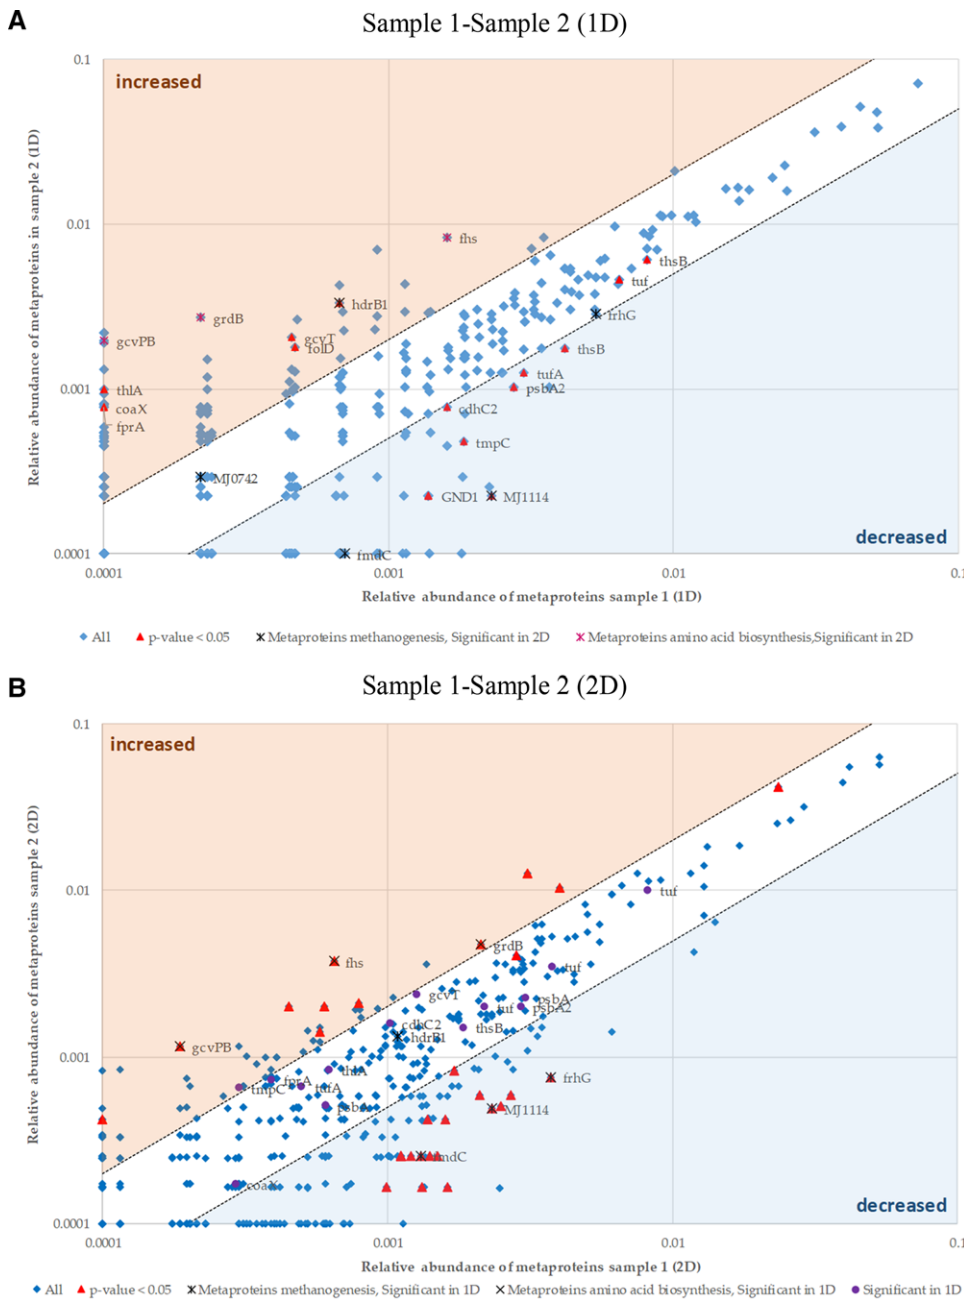 A
Sample 1-Sample 2 (1D)
0.1
increased
fhs
0.01
thsB
tuf
hdrB1
grdB
frhG
gcvT
gcvPB
folD
thsB
tufA
thlA
psbA2
0.001
coaX
cdhC2
fprA
tmpC
MJ0742
GND1
MJ1114
decreased
fmdC
0.0001
0.0001
0.001
0.01
0.1
Relative abundance of metaproteins in sample 2 (1D)
Relative abundance of metaproteins sample 1 (1D)
All
p-value < 0.05
Metaproteins methanogenesis, Significant in 2D
Metaproteins amino acid biosynthesis,Significant in 2D
B
Sample 1-Sample 2 (2D)
0.1
increased
0.01
tuf
grdB
fhs
tuf
gcvT
psbA
tuf
psbA2
cdhC2
thsB
hdrB1
gcvPB
0.001
thlA
fprA
frhG
tmpC
tufA
psbA
MJ1114
fmdC
coaX
decreased
0.0001
0.0001
0.001
0.01
0.1
Relative abundance of metaproteins sample 2 (2D)
Relative abundance of metaproteins sample 1 (2D)
All
p-value < 0.05
Metaproteins methanogenesis, Significant in 1D
Metaproteins amino acid biosynthesis, Significant in 1D
Significant in 1D